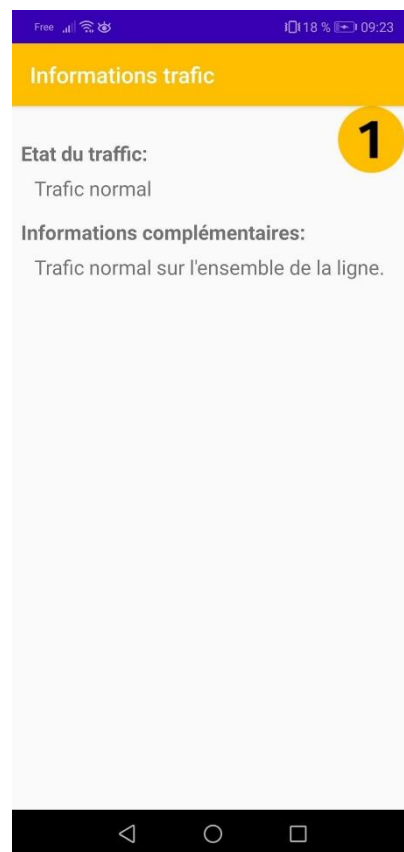 Free 18 % 09:23
Informations trafic
1
Etat du traffic:
Trafic normal
Informations complémentaires:
Trafic normal sur l'ensemble de la ligne.